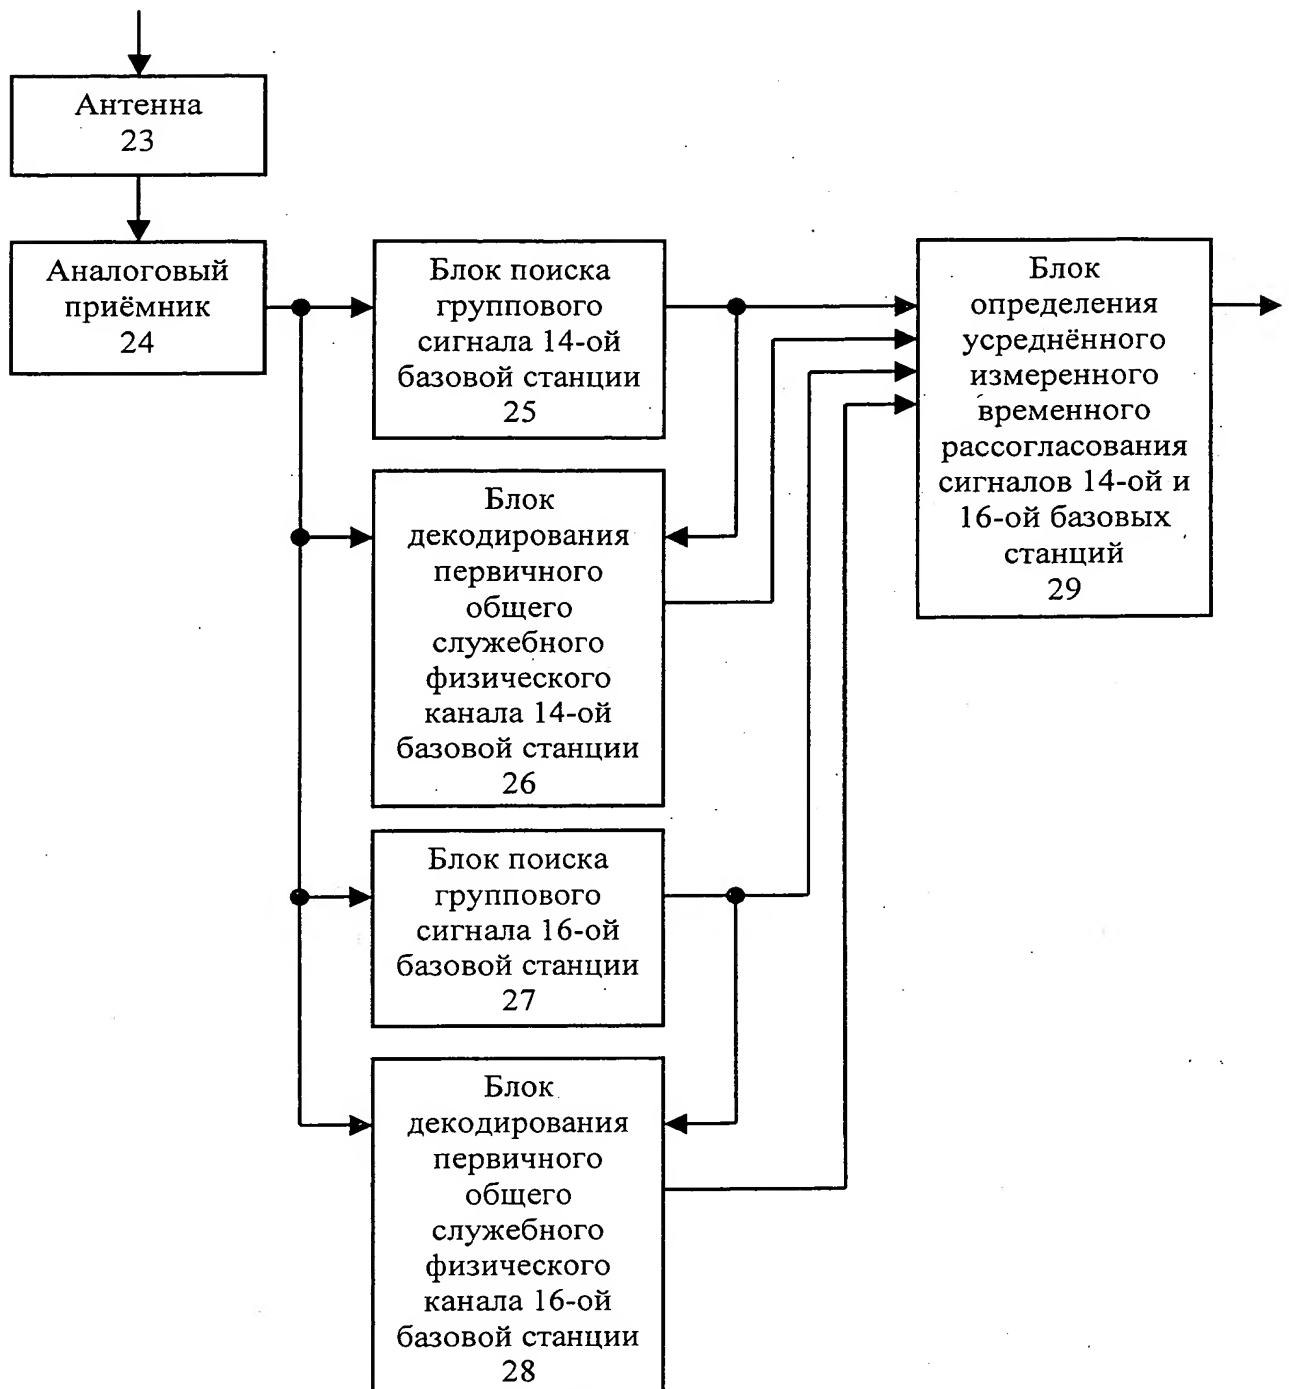 Антенна
23
Аналоговый
приёмник
24
Блок поиска
группового
сигнала 14-ой
базовой станции
25
Блок
декодирования
первичного
общего
служебного
физического
канала 14-ой
базовой станции
26
Блок поиска
группового
сигнала 16-ой
базовой станции
27
Блок
декодирования
первичного
общего
служебного
физического
канала 16-ой
базовой станции
28
Блок
определения
усреднённого
измеренного
временного
рассогласования
сигналов 14-ой и
16-ой базовых
станций
29